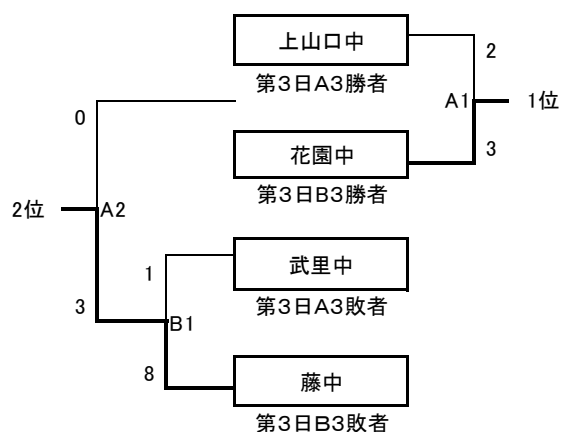 上山口中
2
第3日A3勝者
0
A1
1位
花園中
3
第3日B3勝者
2位
A2
武里中
1
第3日A3敗者
3
B1
8
藤中
第3日B3敗者